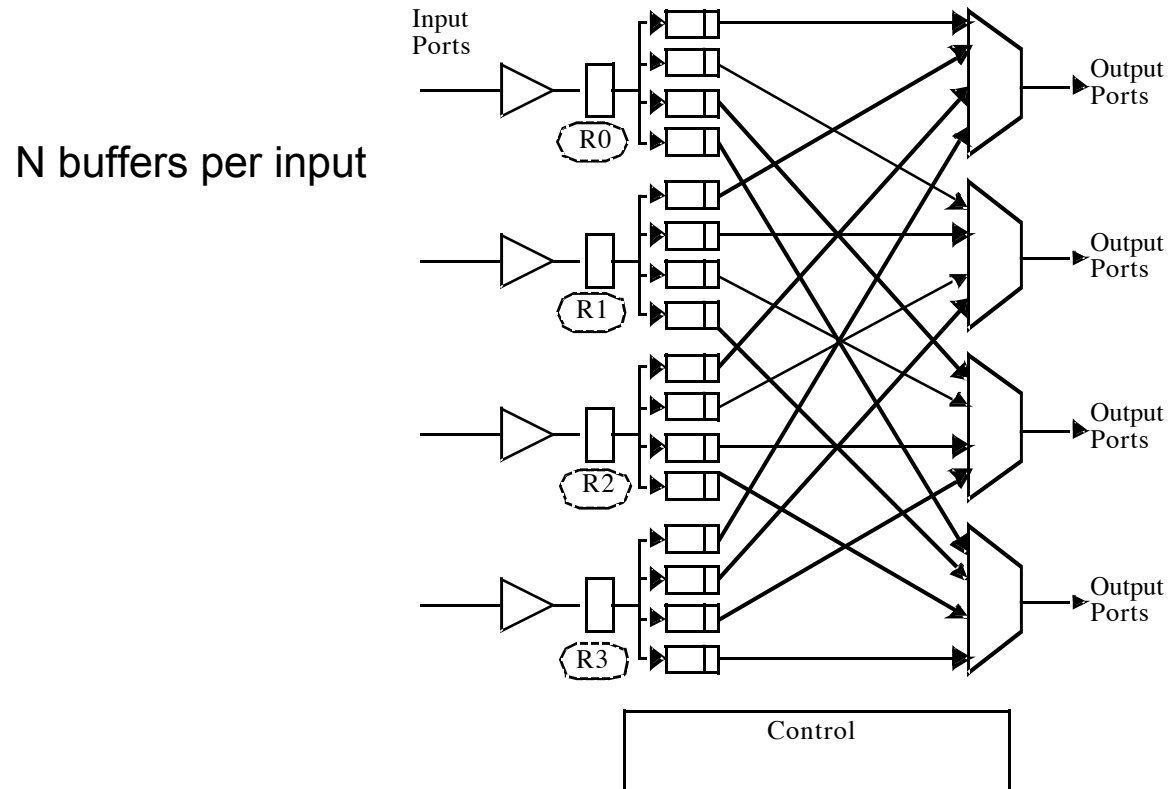 Input
Ports
Output
Ports
R0
N buffers per input
Output
Ports
R1
Output
Ports
R2
Output
Ports
R3
Control